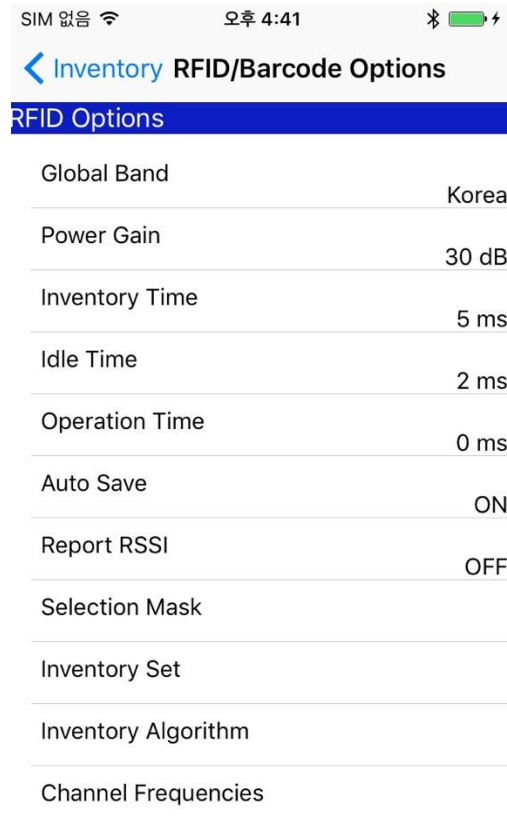 SIM 없음 오후 4:41
Inventory RFID/Barcode Options
RFID Options
Global Band
Korea
Power Gain
30 dB
Inventory Time
5 ms
Idle Time
2 ms
Operation Time
0 ms
Auto Save
ON
Report RSSI
OFF
Selection Mask
Inventory Set
Inventory Algorithm
Channel Frequencies